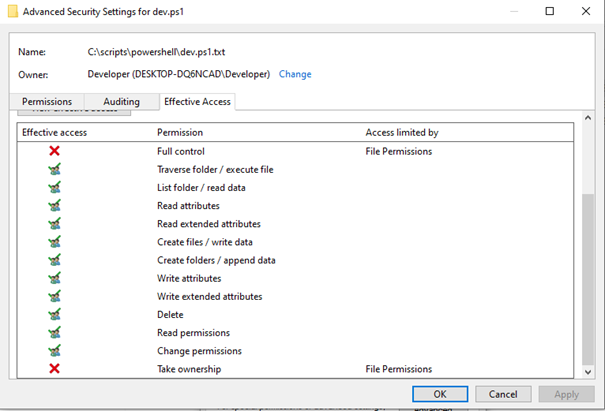 Advanced Security Settings for dev.ps1
Name: C:\scripts\powershell\dev.ps1.txt
Owner: Developer (DESKTOP-DQ6NCAD\Developer) Change
Permissions Auditing Effective Access
Effective access Permission Access limited by
Full control File Permissions
Traverse folder / execute file
List folder / read data
Read attributes
Read extended attributes
Create files / write data
Create folders / append data
Write attributes
Write extended attributes
Delete
Read permissions
Change permissions
Take ownership File Permissions
OK Cancel Apply